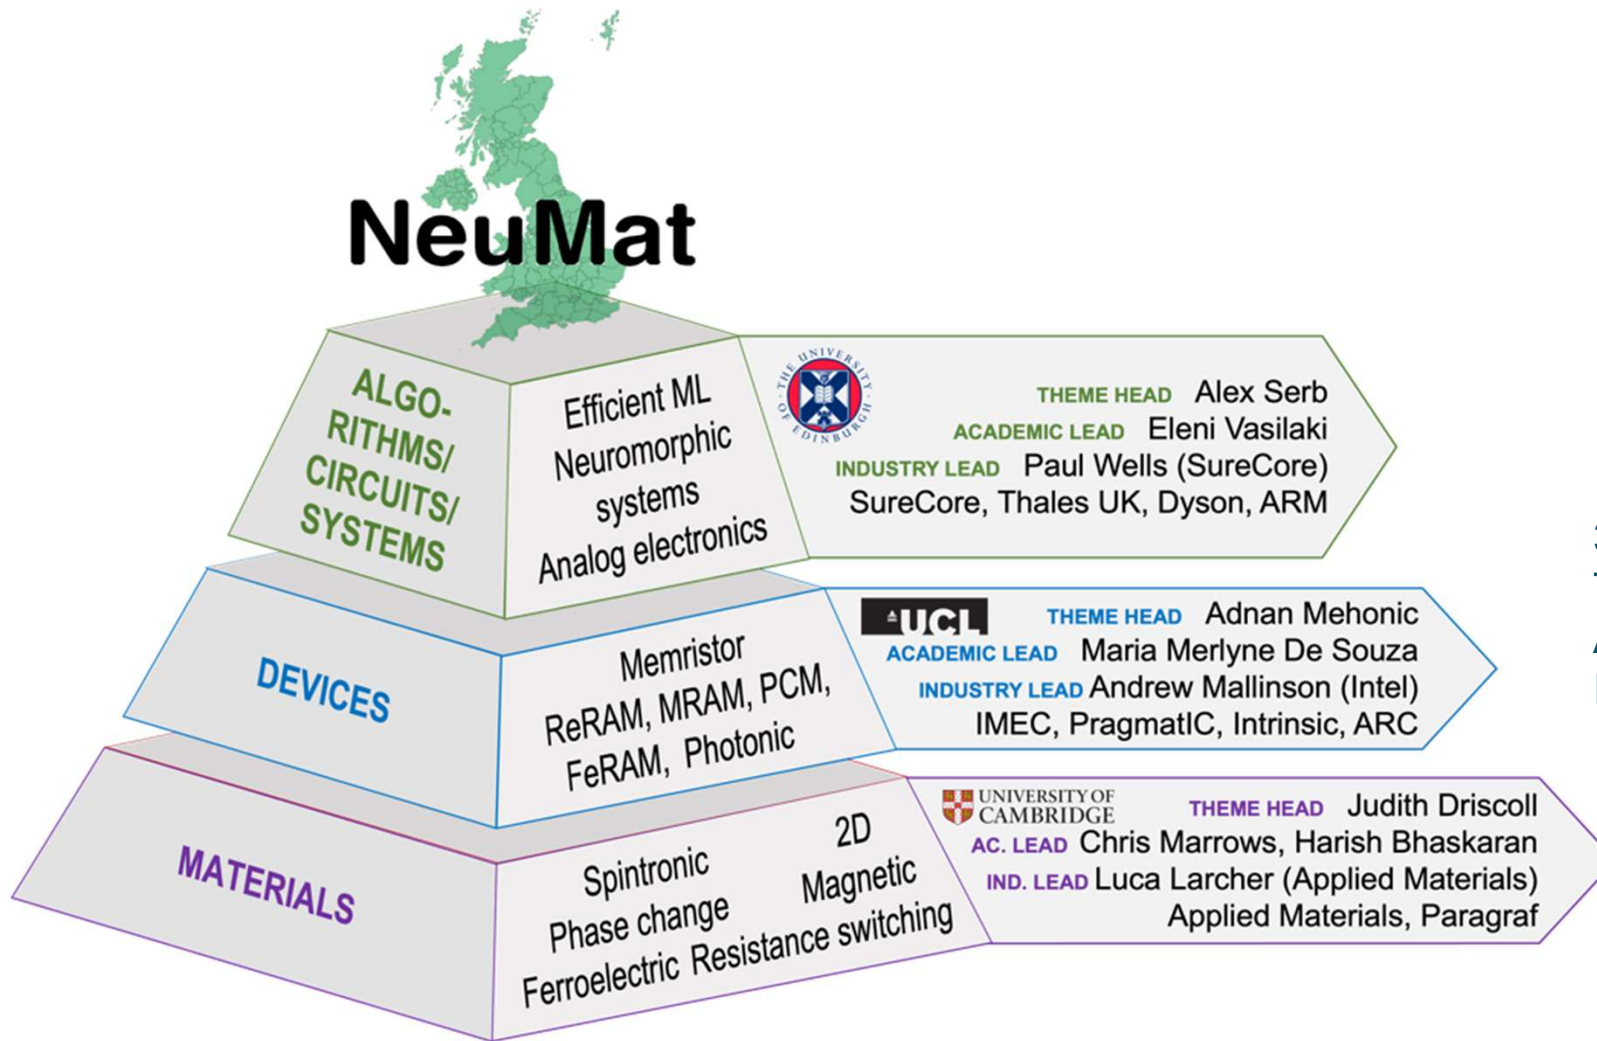 NeuMat
ALGO-
RITHMS/
CIRCUITS/
SYSTEMS
Efficient ML
Neuromorphic
systems
Analog electronics
THE UNIVERSITY OF EDINBURGH
THEME HEAD Alex Serb
ACADEMIC LEAD Eleni Vasilaki
INDUSTRY LEAD Paul Wells (SureCore)
SureCore, Thales UK, Dyson, ARM
DEVICES
Memristor
ReRAM, MRAM, PCM,
FeRAM, Photonic
UCL
THEME HEAD Adnan Mehonic
ACADEMIC LEAD Maria Merlyne De Souza
INDUSTRY LEAD Andrew Mallinson (Intel)
IMEC, PragmatIC, Intrinsic, ARC
MATERIALS
Spintronic
2D
Phase change
Magnetic
Ferroelectric Resistance switching
UNIVERSITY OF
CAMBRIDGE
THEME HEAD Judith Driscoll
AC. LEAD Chris Marrows, Harish Bhaskaran
IND. LEAD Luca Larcher (Applied Materials)
Applied Materials, Paragraf